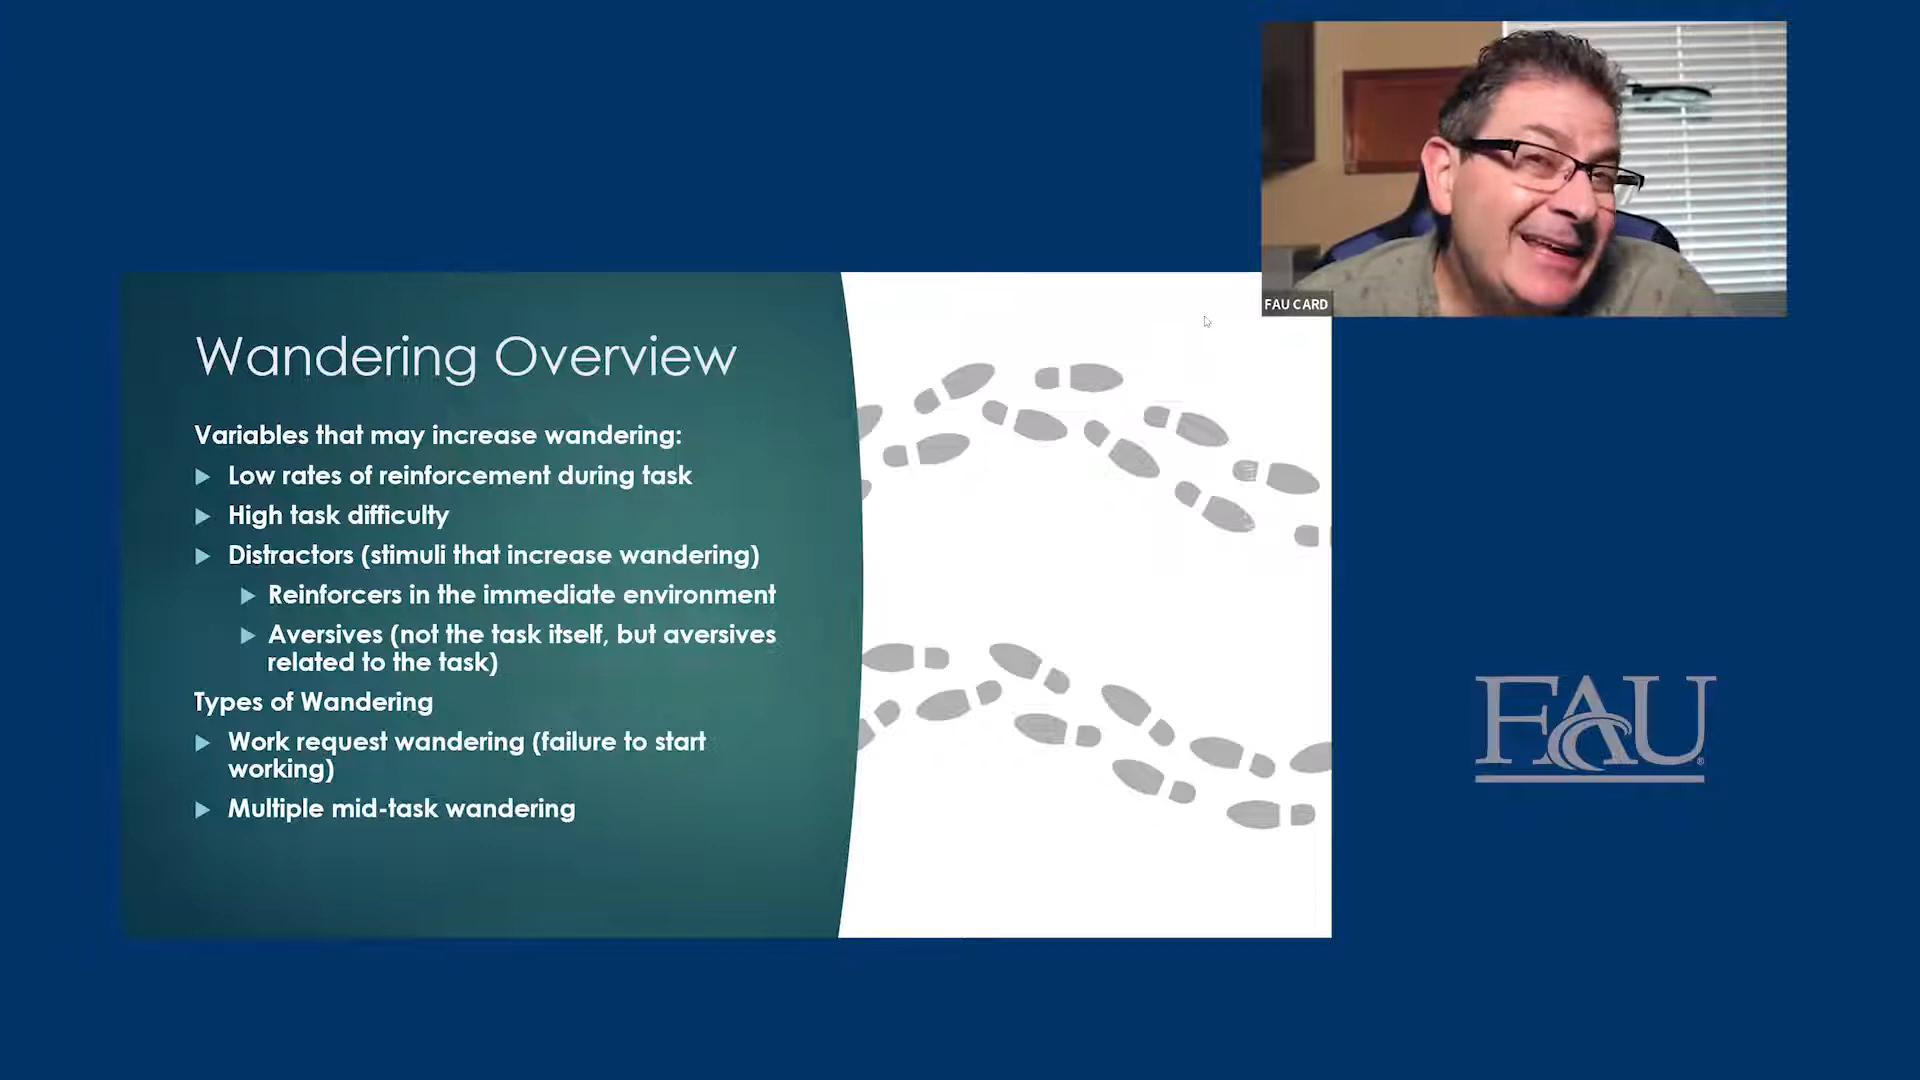 FAU CARD
Wandering Overview
Variables that may increase wandering:
Low rates of reinforcement during task
High task difficulty
Distractors (stimuli that increase wandering)
Reinforcers in the immediate environment
Aversives (not the task itself, but aversives
related to the task)
Types of Wandering
Work request wandering (failure to start
working)
Multiple mid-task wandering
FAU®